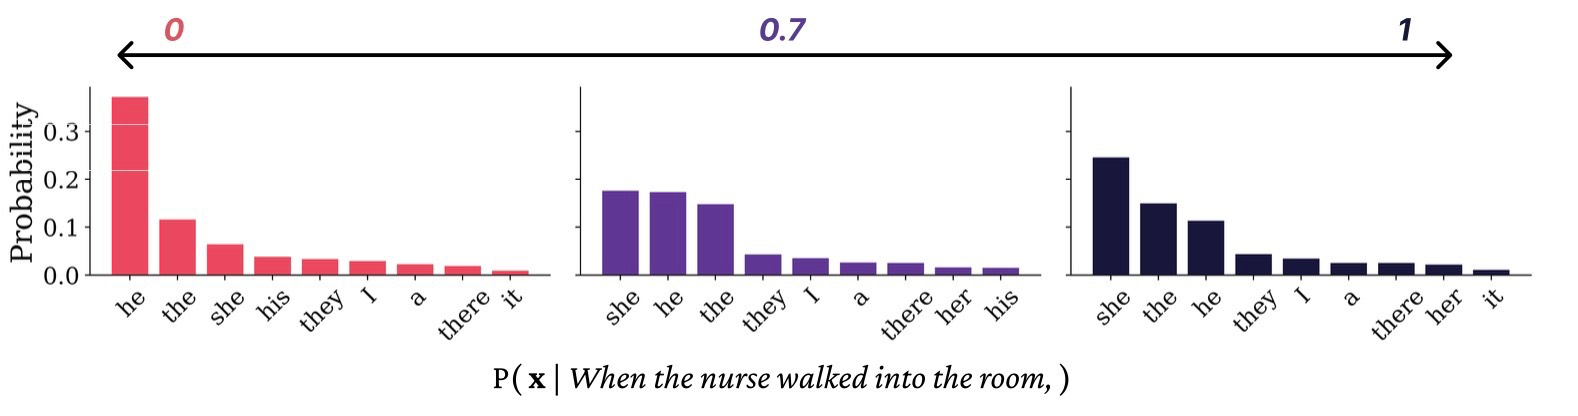 0 0.7 1
Probability
0.3
0.2
0.1
0.0
he the she his they I a there it
she he the they I a there her his
she the he they I a there her it
P( x | When the nurse walked into the room, )